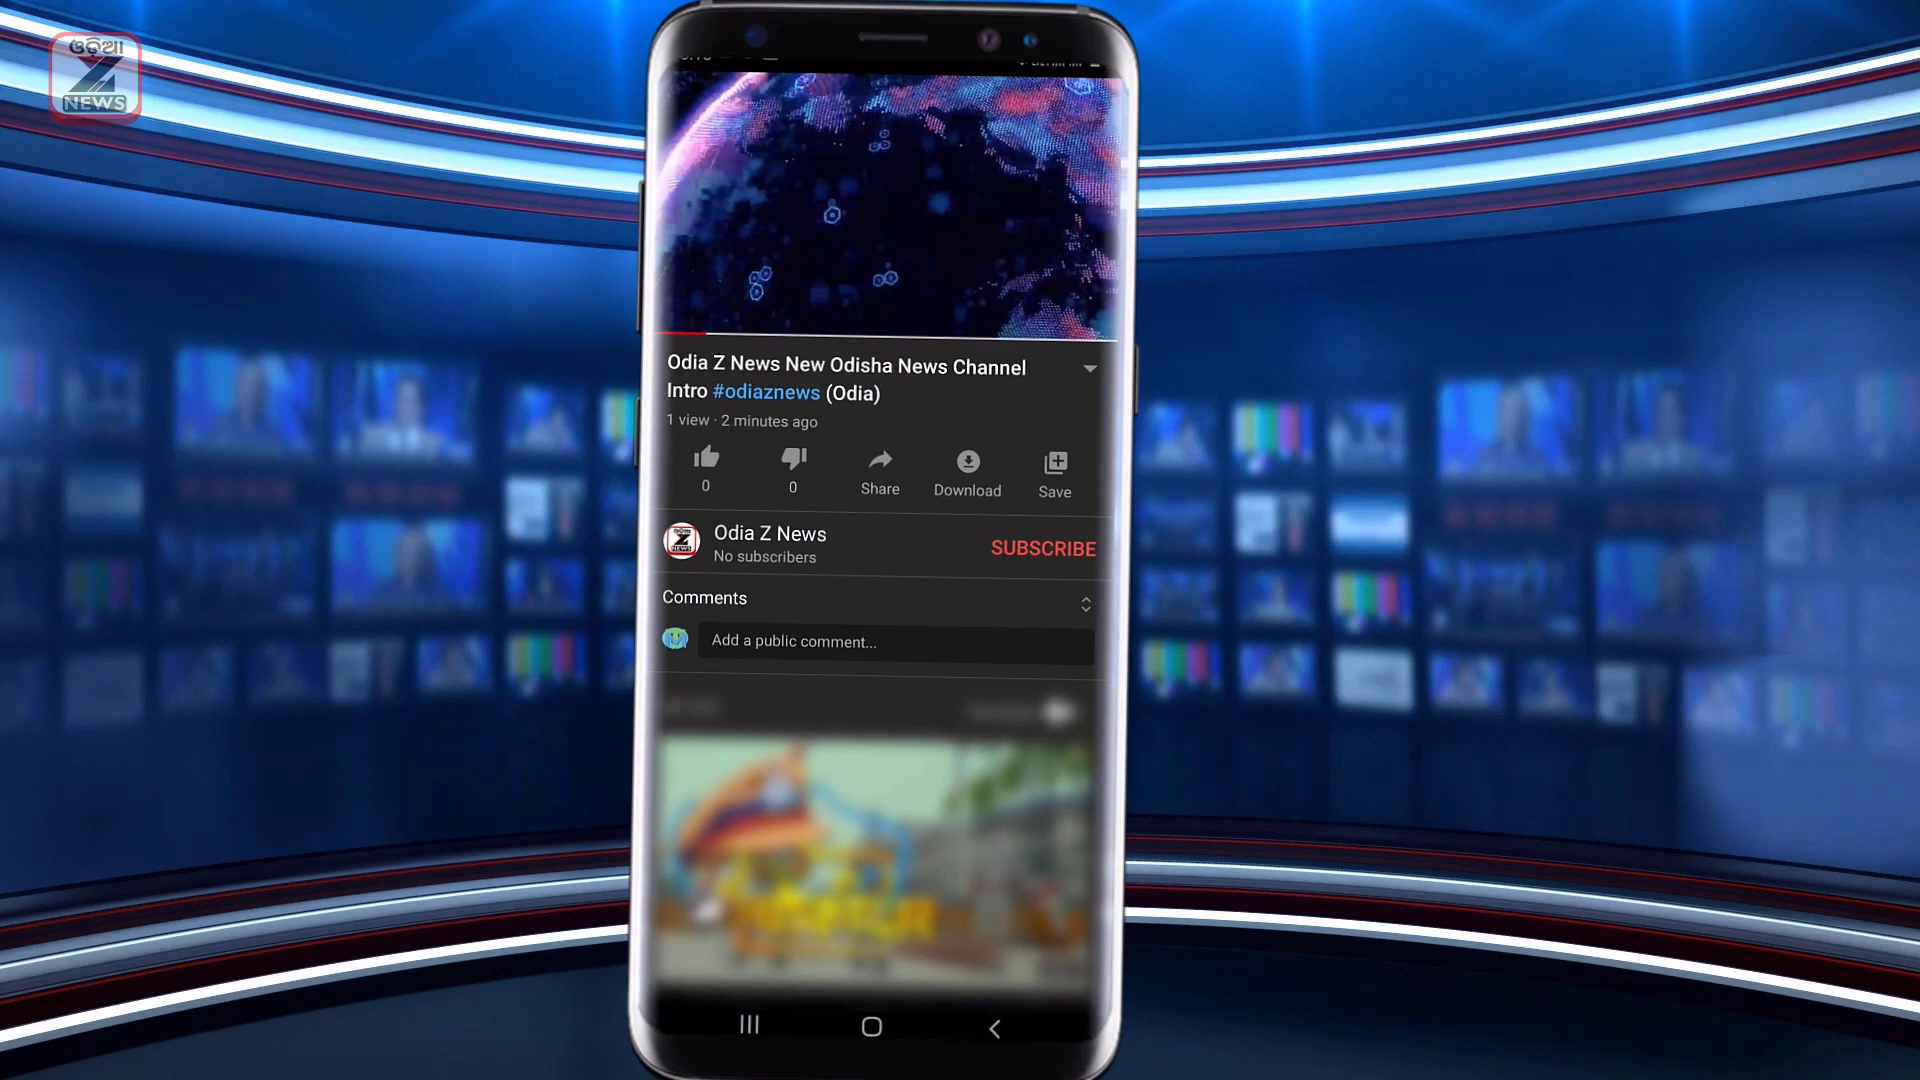 ଓଡ଼ିଆ
Z
NEWS
Odia Z News New Odisha News Channel
Intro #odiaznews (Odia)
1 view · 2 minutes ago
0
0
Share
Download
Save
Odia Z News
No subscribers
SUBSCRIBE
Comments
Add a public comment...